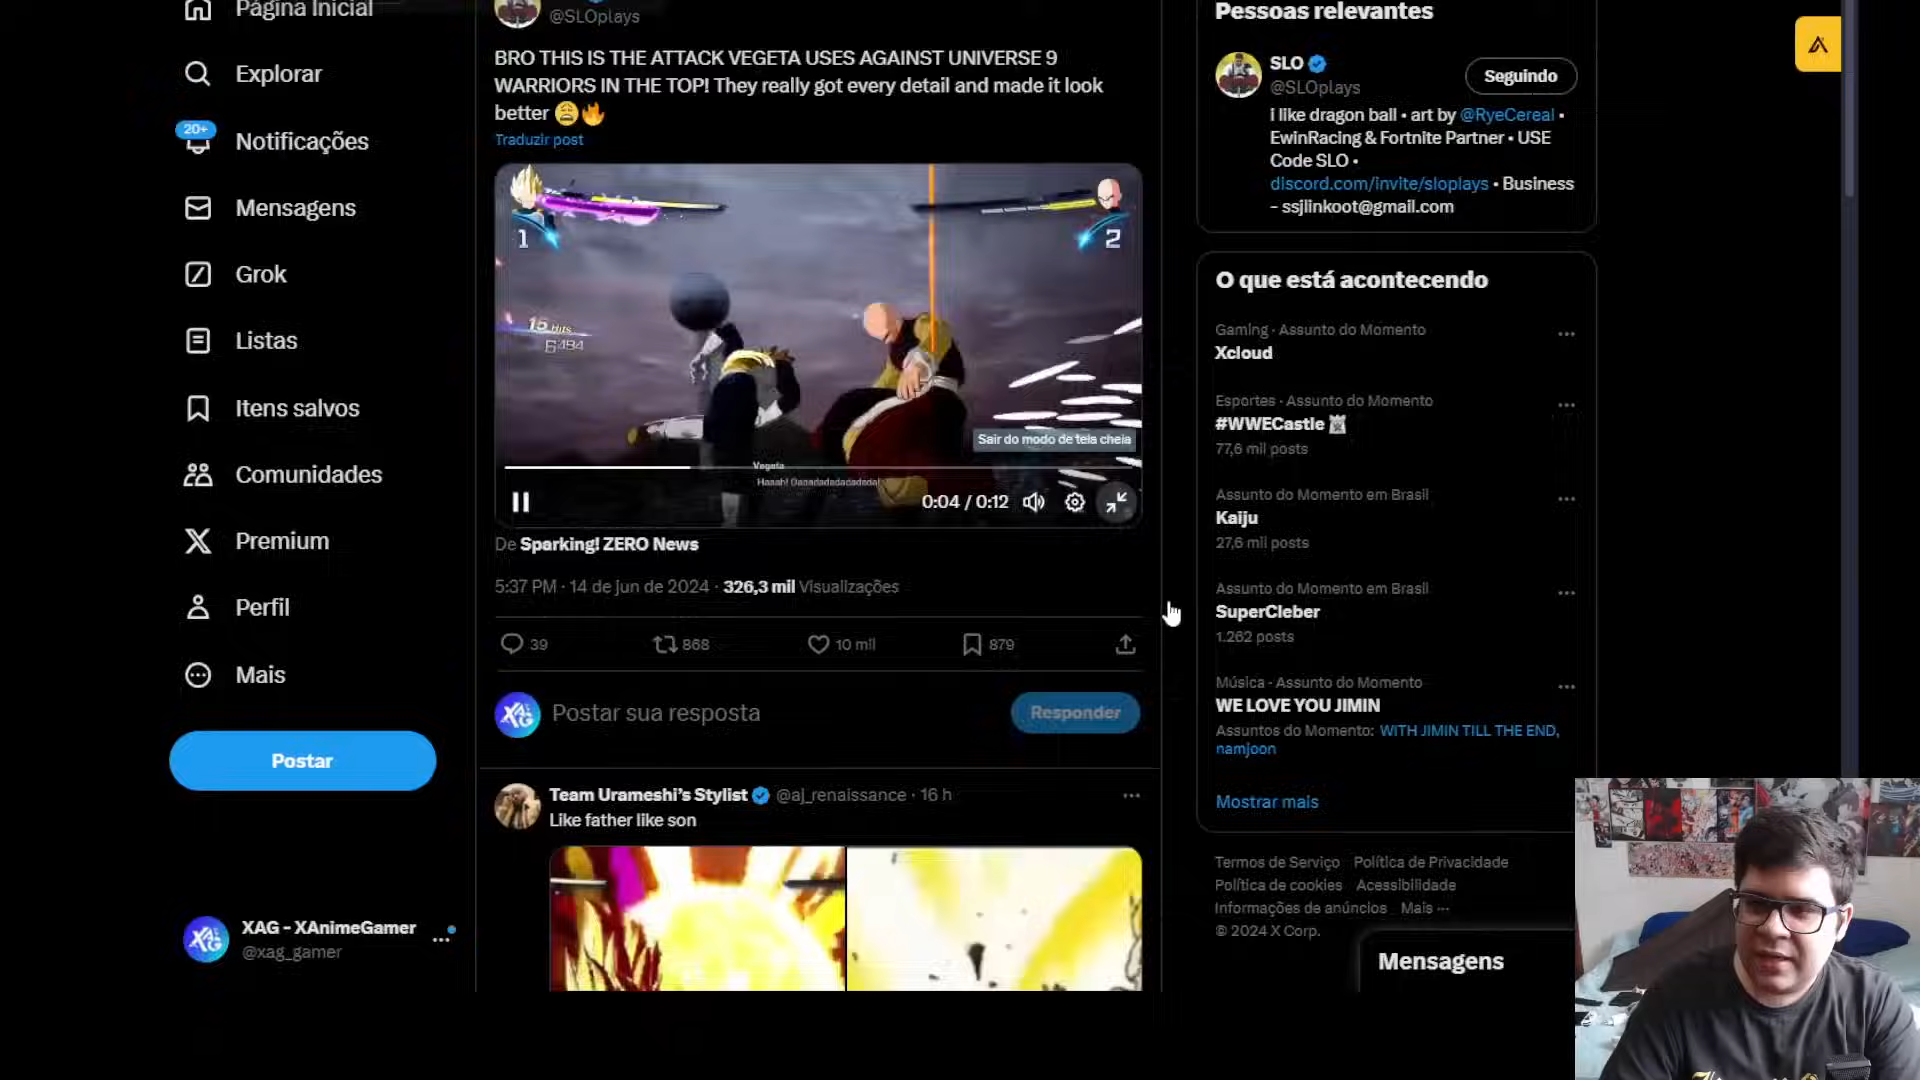 Página Inicial
Explorar
20+
Notificações
Mensagens
Grok
Listas
Itens salvos
Comunidades
Premium
Perfil
Mais
Postar
XAG - XAnimeGamer
@xag_gamer
@SLOplays
BRO THIS IS THE ATTACK VEGETA USES AGAINST UNIVERSE 9
WARRIORS IN THE TOP! They really got every detail and made it look
better 😩🔥
Traduzir post
1
2
15 Hits
6494
Sair do modo de tela cheia
Vegeta
0:04 / 0:12
De Sparking! ZERO News
5:37 PM · 14 de jun de 2024 · 326,3 mil Visualizações
39
868
10 mil
879
XAG
Postar sua resposta
Responder
Team Urameshi's Stylist @aj_renaissance · 16 h
Like father like son
Pessoas relevantes
SLO
@SLOplays
Seguindo
i like dragon ball • art by @RyeCereal •
EwinRacing & Fortnite Partner • USE
Code SLO •
discord.com/invite/sloplays • Business
- ssjlinkoot@gmail.com
O que está acontecendo
Gaming · Assunto do Momento
Xcloud
Esportes · Assunto do Momento
#WWECastle
77,6 mil posts
Assunto do Momento em Brasil
Kaiju
27,6 mil posts
Assunto do Momento em Brasil
SuperCleber
1.262 posts
Música · Assunto do Momento
WE LOVE YOU JIMIN
Assuntos do Momento: WITH JIMIN TILL THE END,
namjoon
Mostrar mais
Termos de Serviço Política de Privacidade
Política de cookies Acessibilidade
Informações de anúncios Mais ···
© 2024 X Corp.
Mensagens